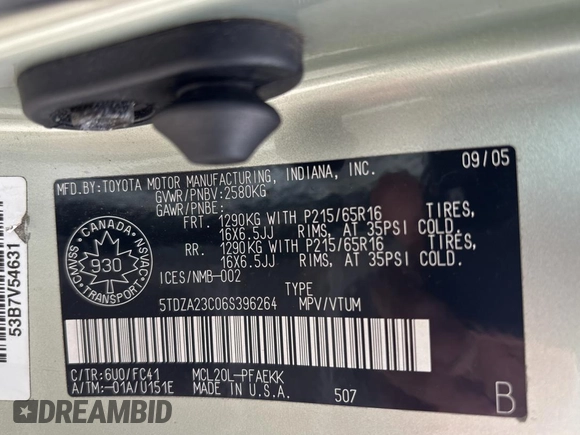 MFD.BY: TOYOTA MOTOR MANUFACTURING, INDIANA, INC. 09/05
GVWR/PNBV: 2580KG
GAWR/PNBE:
FRT. 1290KG WITH P215/65R16 TIRES,
16X6.5JJ RIMS, AT 35PSI COLD.
RR. 1290KG WITH P215/65R16 TIRES,
16X6.5JJ RIMS, AT 35PSI COLD.
ICES/NMB-002
TYPE
5TDZA23C06S396264 MPV/VTUM
CANADA
CMVSS NSVAC
930
TRANSPORT
C/TR: 6U0/FC41 MCL20L-PFAEKK
A/TM: -01A/U151E MADE IN U.S.A. 507
B
53B7V54631
DREAMBID